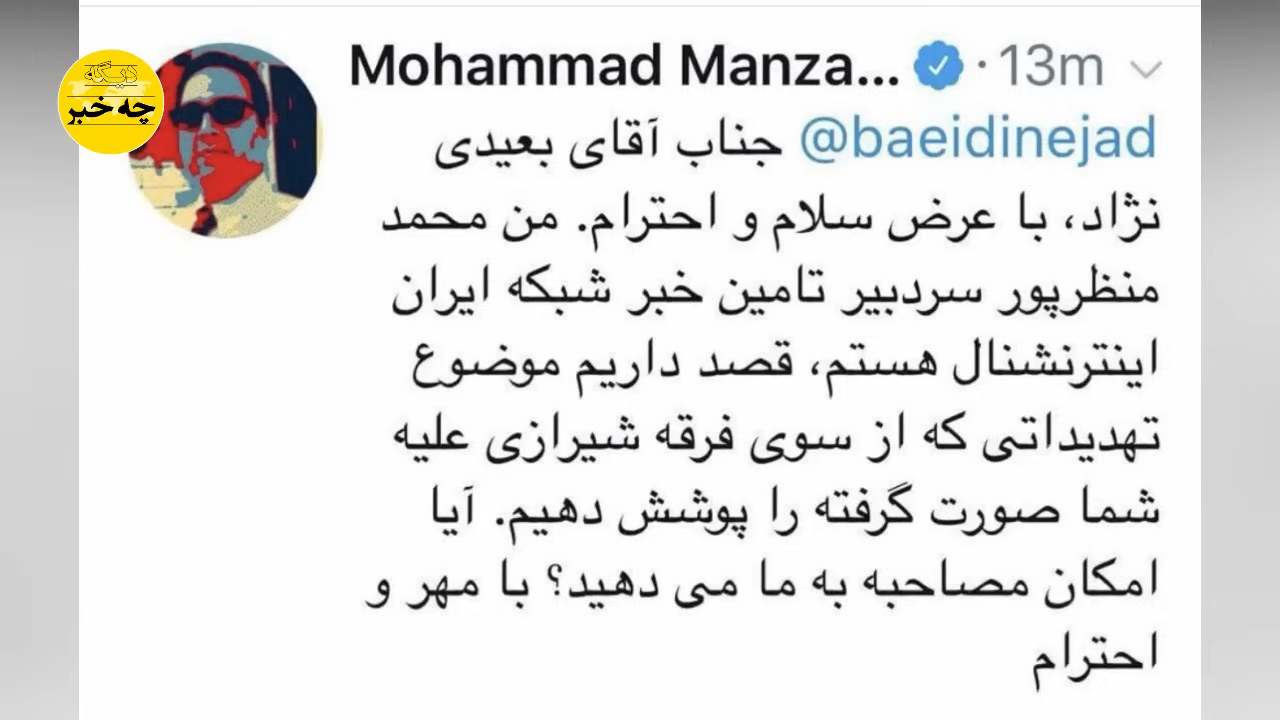 دیگه
چه خبر
Mohammad Manza... · 13m
@baeidinejad جناب آقای بعیدی
نژاد، با عرض سلام و احترام. من محمد
منظرپور سردبیر تامین خبر شبکه ایران
اینترنشنال هستم، قصد داریم موضوع
تهدیداتی که از سوی فرقه شیرازی علیه
شما صورت گرفته را پوشش دهیم. آیا
امکان مصاحبه به ما می دهید؟ با مهر و
احترام